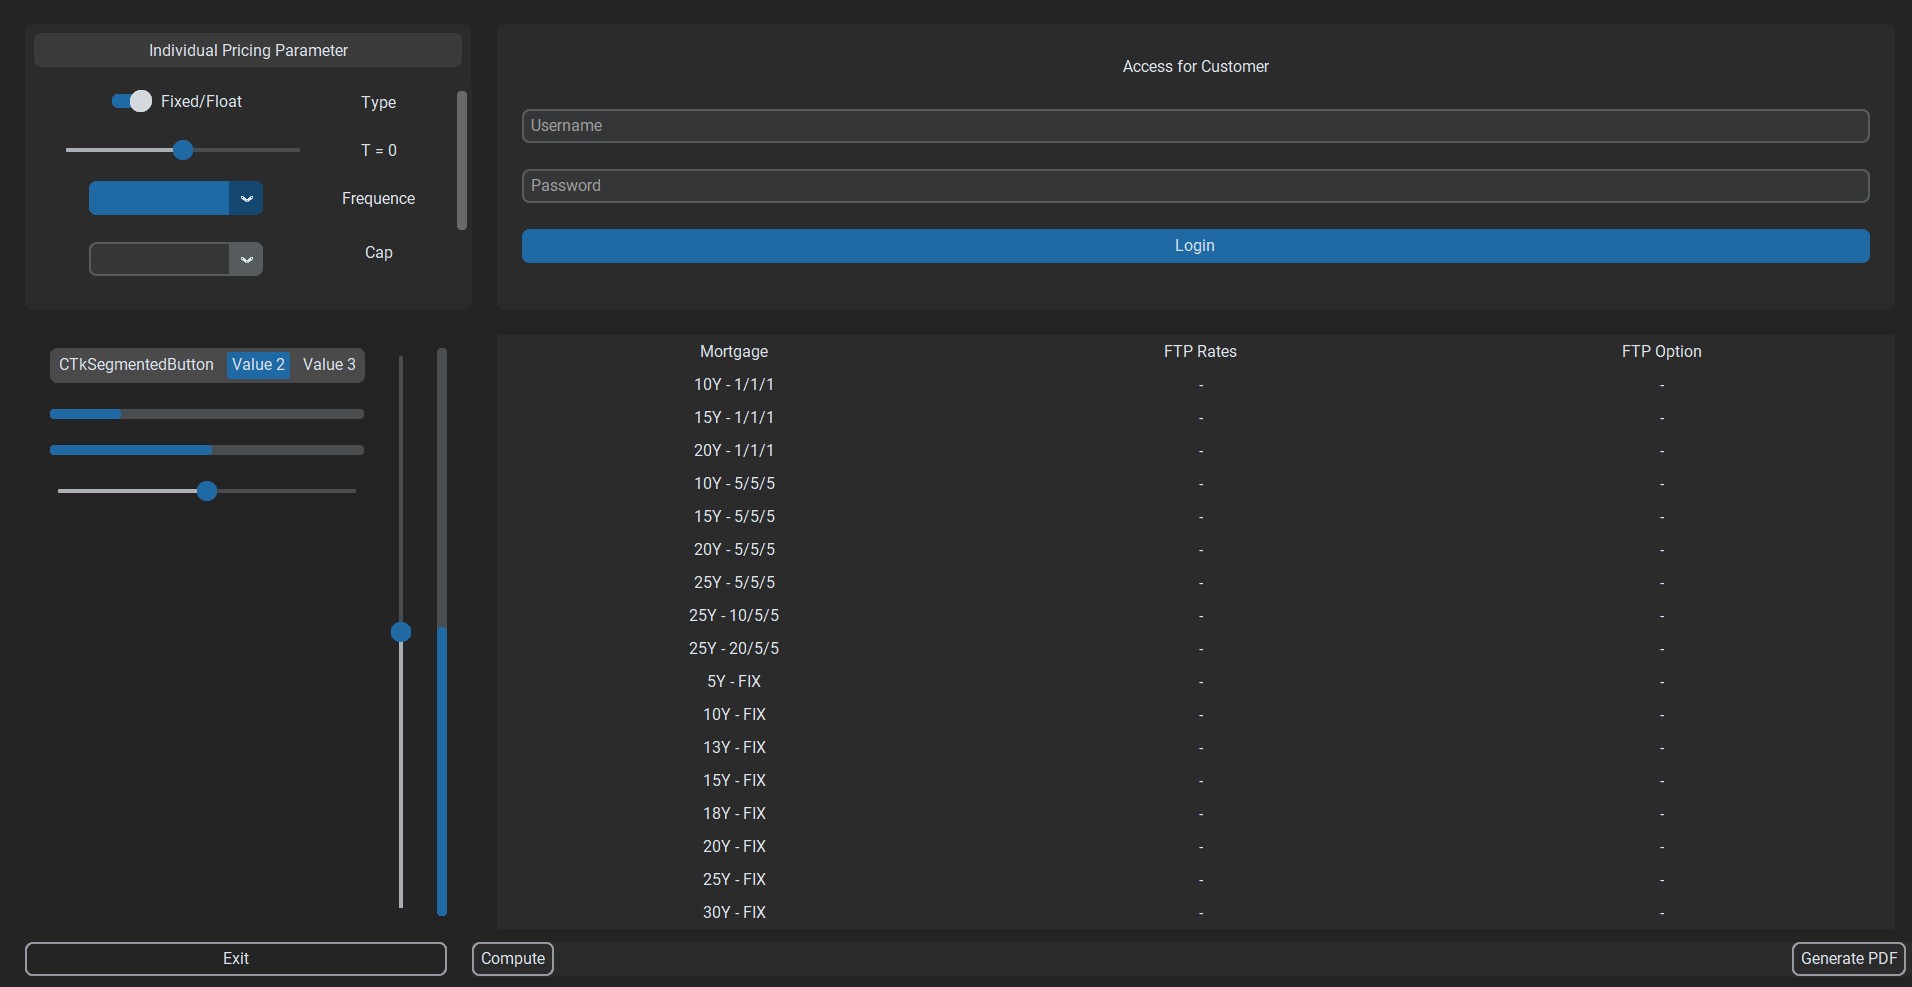 Individual Pricing Parameter
Fixed/Float Type
T = 0
Frequence
Cap
Access for Customer
Username
Password
Login
CTkSegmentedButton Value 2 Value 3
Mortgage FTP Rates FTP Option
10Y - 1/1/1 - -
15Y - 1/1/1 - -
20Y - 1/1/1 - -
10Y - 5/5/5 - -
15Y - 5/5/5 - -
20Y - 5/5/5 - -
25Y - 5/5/5 - -
25Y - 10/5/5 - -
25Y - 20/5/5 - -
5Y - FIX - -
10Y - FIX - -
13Y - FIX - -
15Y - FIX - -
18Y - FIX - -
20Y - FIX - -
25Y - FIX - -
30Y - FIX - -
Exit Compute Generate PDF